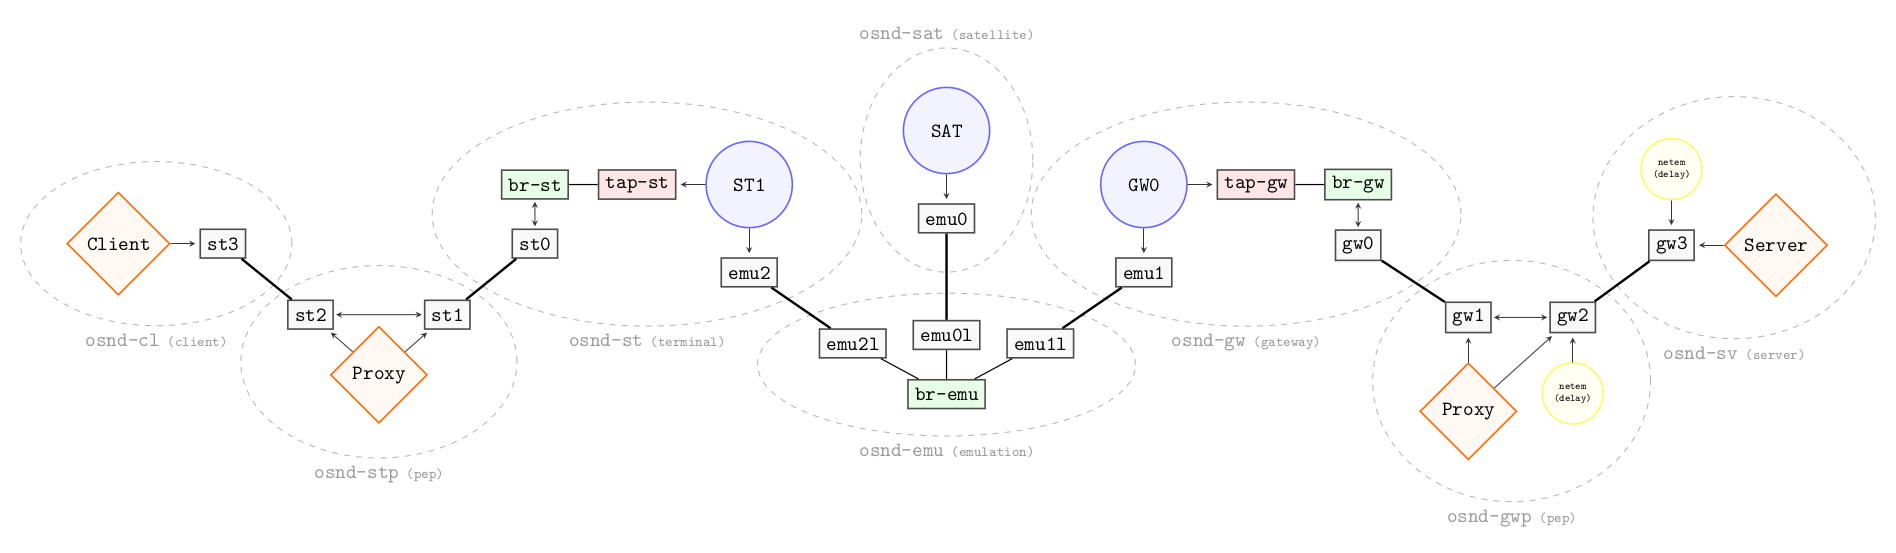 osnd-sat (satellite)
SAT
netem
(delay)
br-st
tap-st
ST1
GW0
tap-gw
br-gw
emu0
Client
st3
st0
gw0
gw3
Server
emu2
emu1
st2
st1
gw1
gw2
emu0l
emu2l
emu1l
osnd-cl (client)
osnd-st (terminal)
osnd-gw (gateway)
osnd-sv (server)
Proxy
br-emu
netem
(delay)
Proxy
osnd-emu (emulation)
osnd-stp (pep)
osnd-gwp (pep)